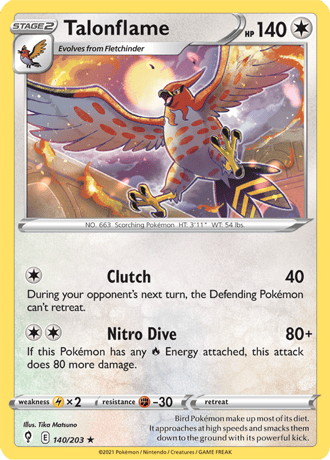 STAGE2 Talonflame HP 140
Evolves from Fletchinder
NO. 663 Scorching Pokémon HT: 3'11" WT: 54 lbs.
Clutch 40
During your opponent's next turn, the Defending Pokémon
can't retreat.
Nitro Dive 80+
If this Pokémon has any Energy attached, this attack
does 80 more damage.
weakness ×2 resistance -30 retreat
Illus. Tika Matsuno
Bird Pokémon make up most of its diet.
It approaches at high speeds and smacks them
down to the ground with its powerful kick.
E 140/203 ★
©2021 Pokémon / Nintendo / Creatures / GAME FREAK